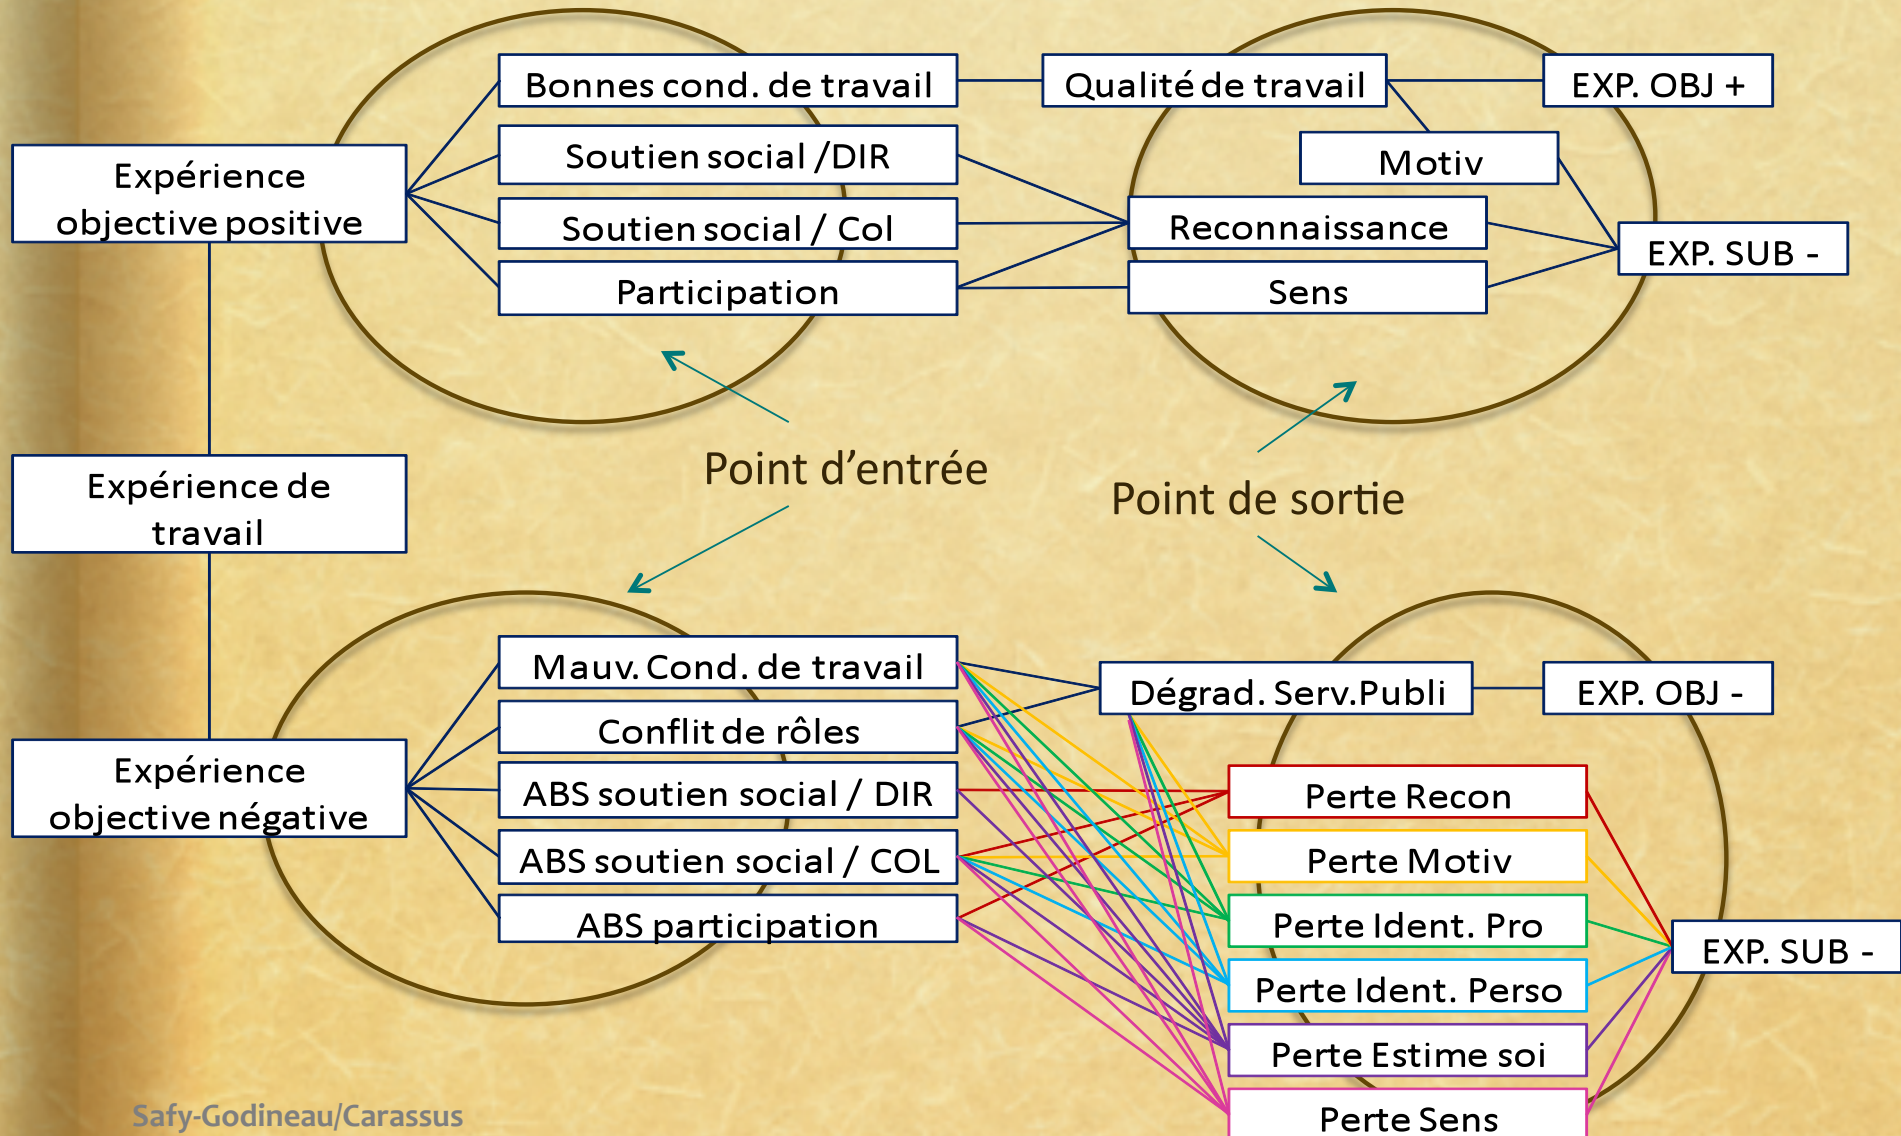 Bonnes cond. de travail
Qualité de travail
EXP. OBJ +
Soutien social /DIR
Motiv
Expérience
objective positive
Soutien social / Col
Reconnaissance
EXP. SUB -
Participation
Sens
Point d’entrée
Point de sortie
Expérience de
travail
Mauv. Cond. de travail
Dégrad. Serv.Publi
EXP. OBJ -
Conflit de rôles
Expérience
objective négative
ABS soutien social / DIR
Perte Recon
ABS soutien social / COL
Perte Motiv
ABS participation
Perte Ident. Pro
EXP. SUB -
Perte Ident. Perso
Perte Estime soi
Perte Sens
Safy-Godineau/Carassus